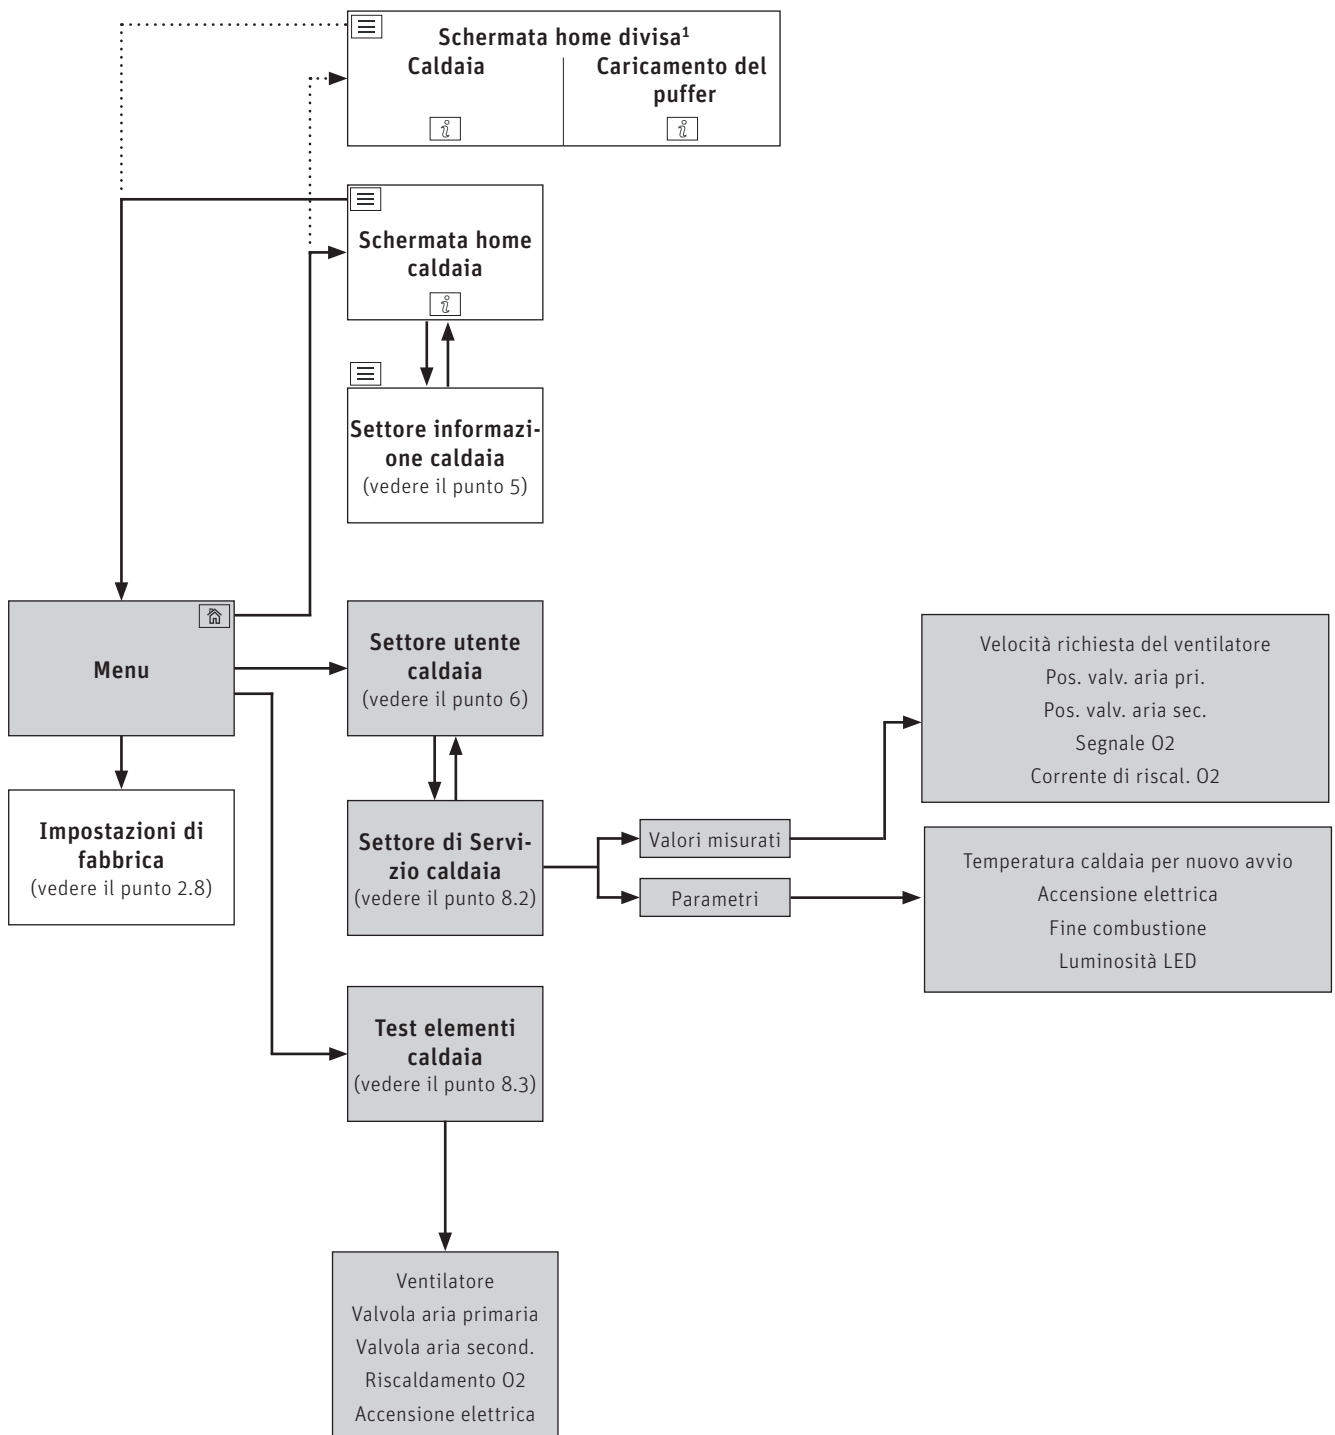 Schermata home divisa¹
Caldaia
Caricamento del
puffer
i
i
Schermata home
caldaia
i
Settore informazi-
one caldaia
(vedere il punto 5)
Menu
Settore utente
caldaia
(vedere il punto 6)
Velocità richiesta del ventilatore
Pos. valv. aria pri.
Pos. valv. aria sec.
Segnale O2
Corrente di riscal. O2
Impostazioni di
fabbrica
(vedere il punto 2.8)
Settore di Servi-
zio caldaia
(vedere il punto 8.2)
Valori misurati
Parametri
Temperatura caldaia per nuovo avvio
Accensione elettrica
Fine combustione
Luminosità LED
Test elementi
caldaia
(vedere il punto 8.3)
Ventilatore
Valvola aria primaria
Valvola aria second.
Riscaldamento O2
Accensione elettrica